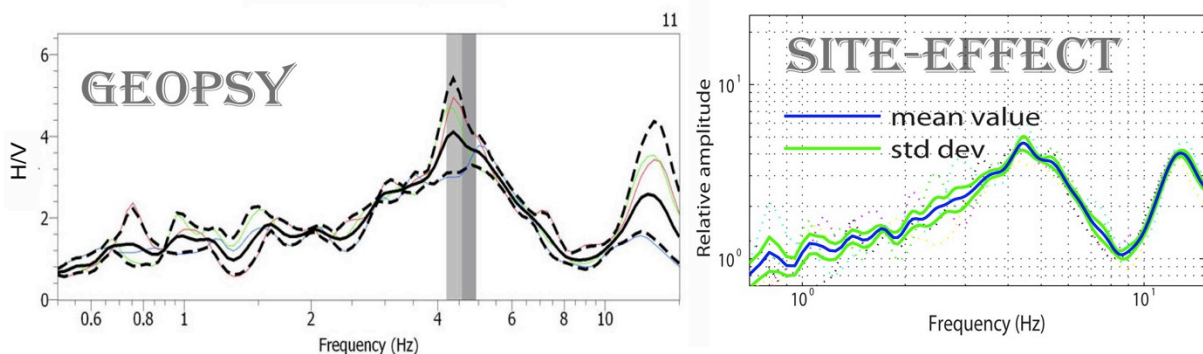 11
GEOPSY
H/V
6
4
2
0
0.6 0.8 1 2 4 6 8 10
Frequency (Hz)
SITE-EFFECT
mean value
std dev
Relative amplitude
10¹
10⁰
10⁰ 10¹
Frequency (Hz)